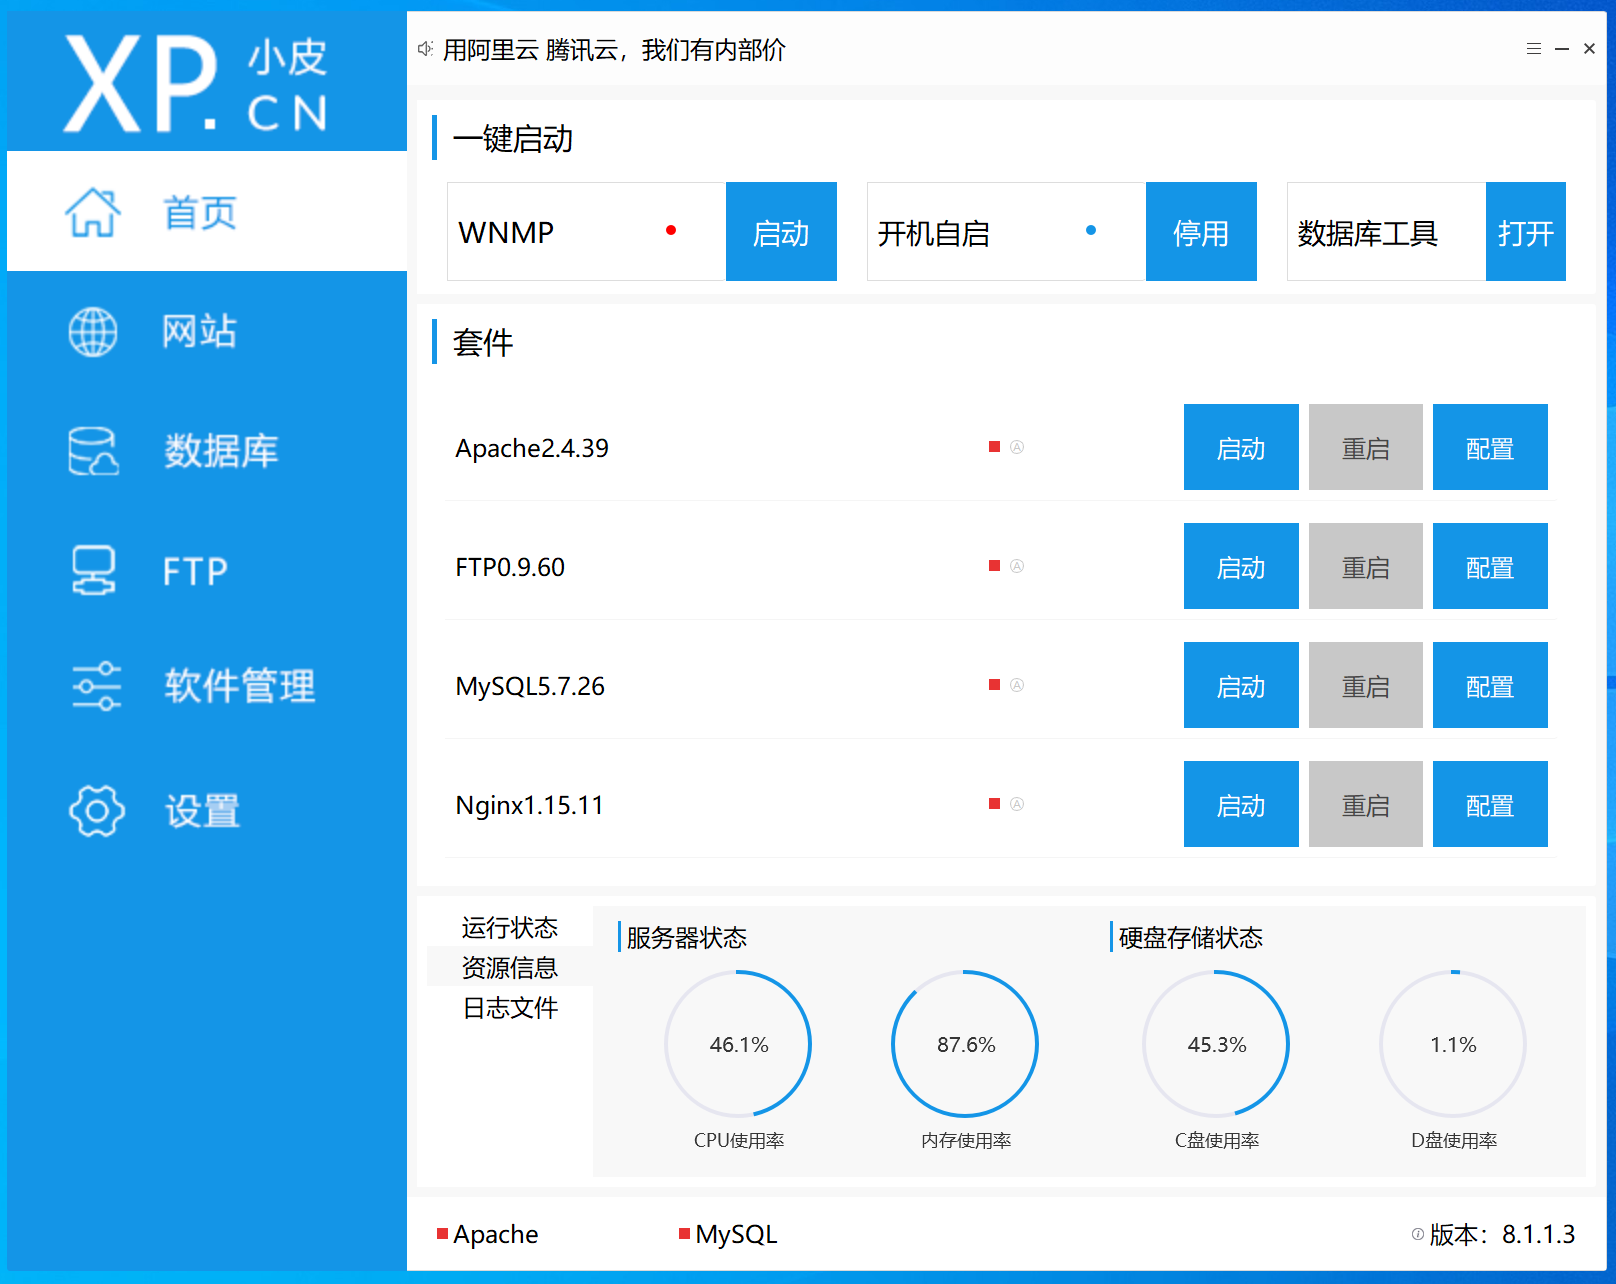 XP. 小皮 CN
用阿里云 腾讯云，我们有内部价
首页
网站
数据库
FTP
软件管理
设置
一键启动
WNMP 启动 开机自启 停用 数据库工具 打开
套件
Apache2.4.39 启动 重启 配置
FTP0.9.60 启动 重启 配置
MySQL5.7.26 启动 重启 配置
Nginx1.15.11 启动 重启 配置
运行状态
资源信息
日志文件
服务器状态 硬盘存储状态
46.1% 87.6% 45.3% 1.1%
CPU使用率 内存使用率 C盘使用率 D盘使用率
Apache MySQL 版本：8.1.1.3